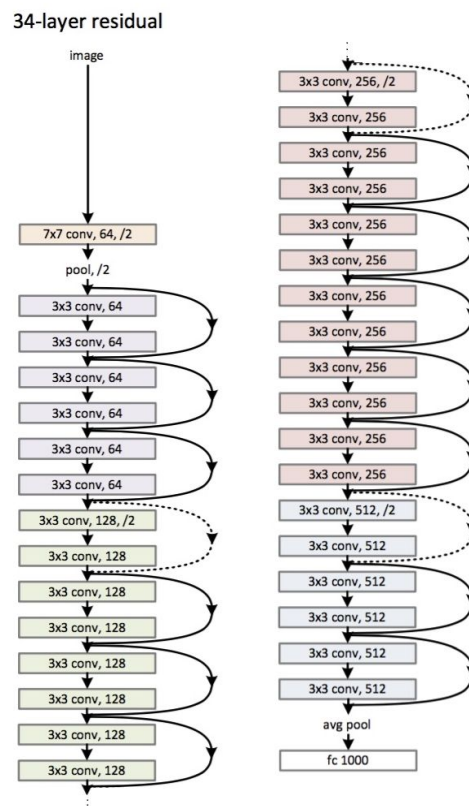 34-layer residual
image
7x7 conv, 64, /2
pool, /2
3x3 conv, 64
3x3 conv, 64
3x3 conv, 64
3x3 conv, 64
3x3 conv, 64
3x3 conv, 64
3x3 conv, 128, /2
3x3 conv, 128
3x3 conv, 128
3x3 conv, 128
3x3 conv, 128
3x3 conv, 128
3x3 conv, 128
3x3 conv, 128
3x3 conv, 256, /2
3x3 conv, 256
3x3 conv, 256
3x3 conv, 256
3x3 conv, 256
3x3 conv, 256
3x3 conv, 256
3x3 conv, 256
3x3 conv, 256
3x3 conv, 256
3x3 conv, 256
3x3 conv, 256
3x3 conv, 512, /2
3x3 conv, 512
3x3 conv, 512
3x3 conv, 512
3x3 conv, 512
3x3 conv, 512
avg pool
fc 1000